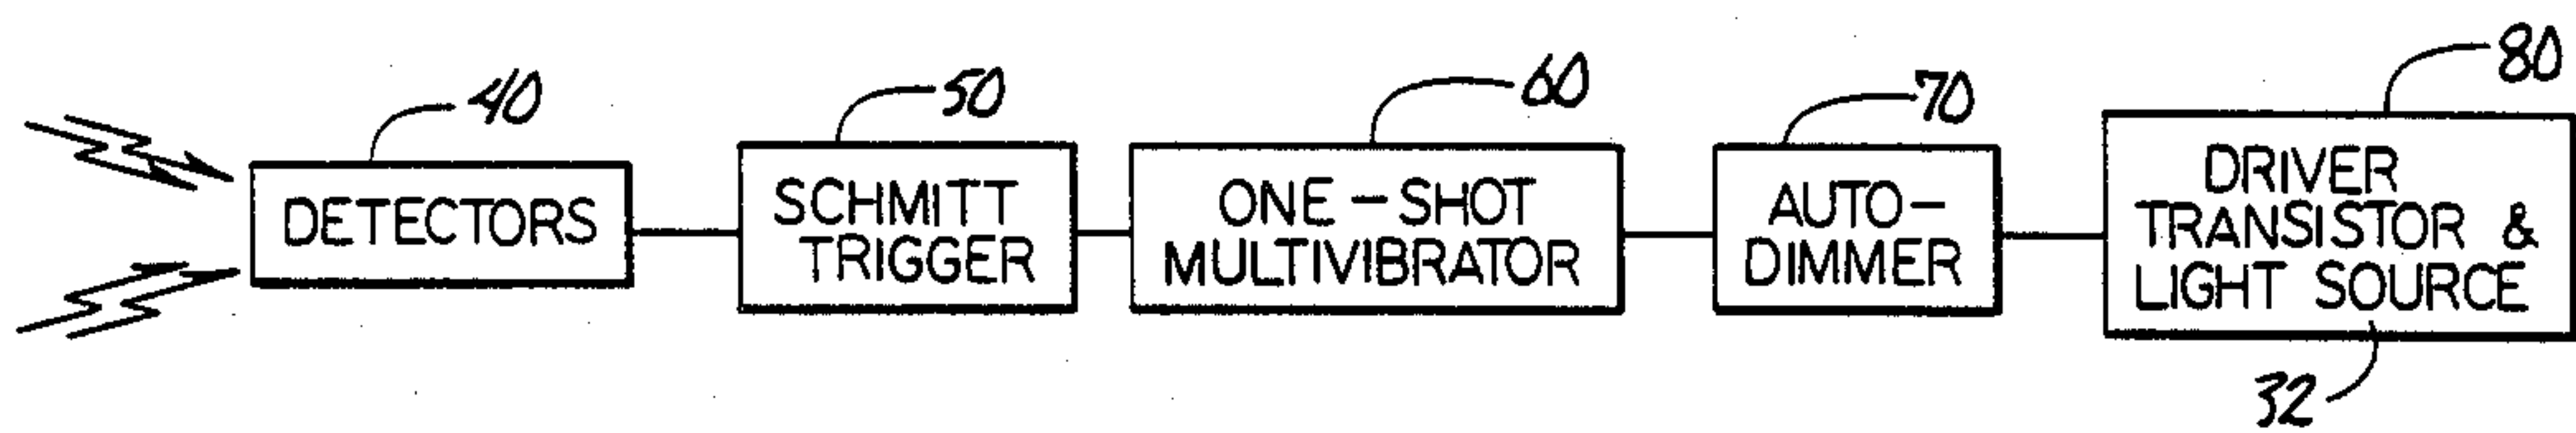 40
50
60
70
80
DETECTORS
SCHMITT
TRIGGER
ONE-SHOT
MULTIVIBRATOR
AUTO-
DIMMER
DRIVER
TRANSISTOR &
LIGHT SOURCE
32